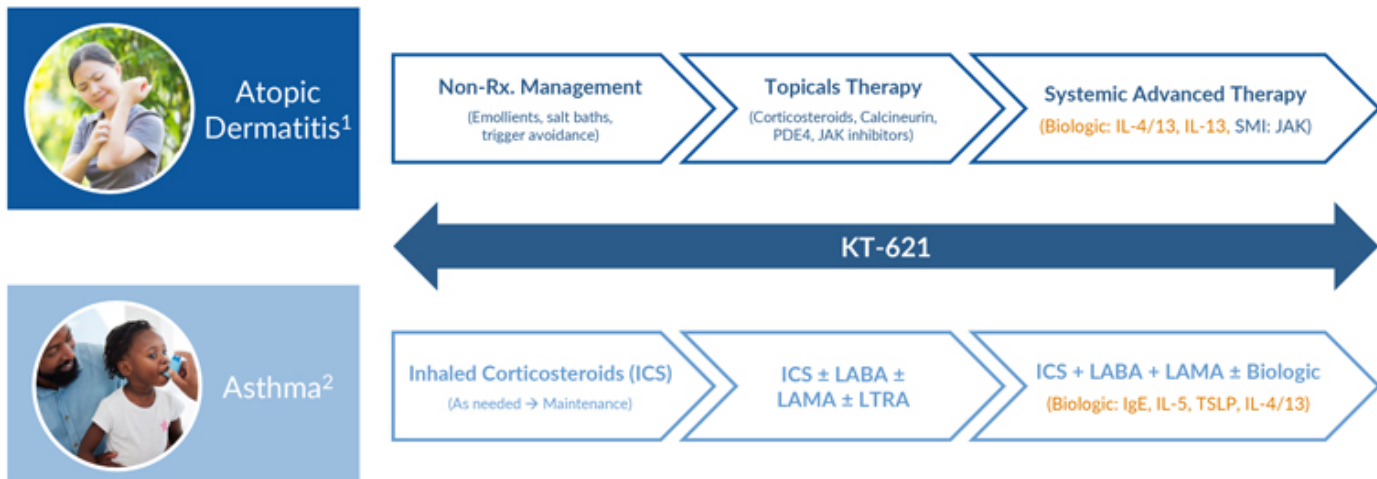 Atopic
Dermatitis1
Non-Rx. Management
(Emollients, salt baths,
trigger avoidance)
Topicals Therapy
(Corticosteroids, Calcineurin,
PDE4, JAK inhibitors)
Systemic Advanced Therapy
(Biologic: IL-4/13, IL-13, SMI: JAK)
KT-621
Asthma2
Inhaled Corticosteroids (ICS)
(As needed → Maintenance)
ICS ± LABA ±
LAMA ± LTRA
ICS + LABA + LAMA ± Biologic
(Biologic: IgE, IL-5, TSLP, IL-4/13)